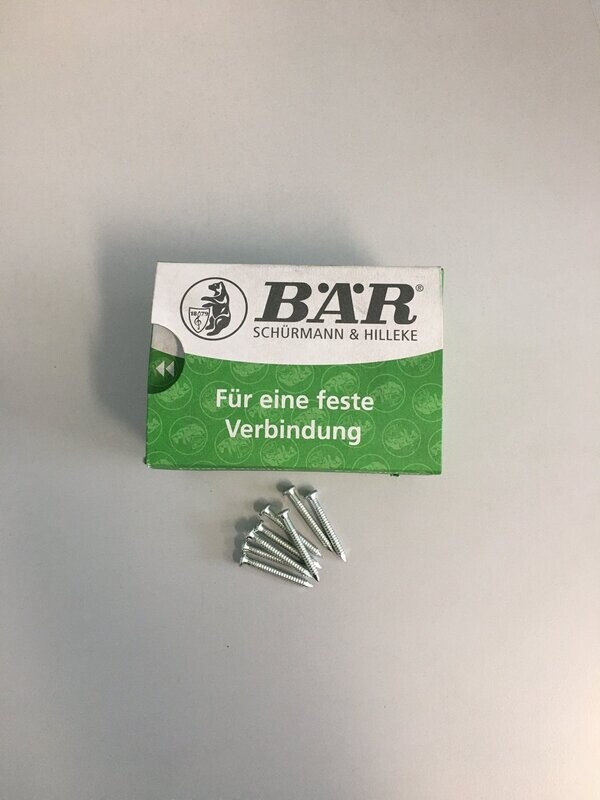 BÄR®
SCHÜRMANN & HILLEKE
Für eine feste
Verbindung